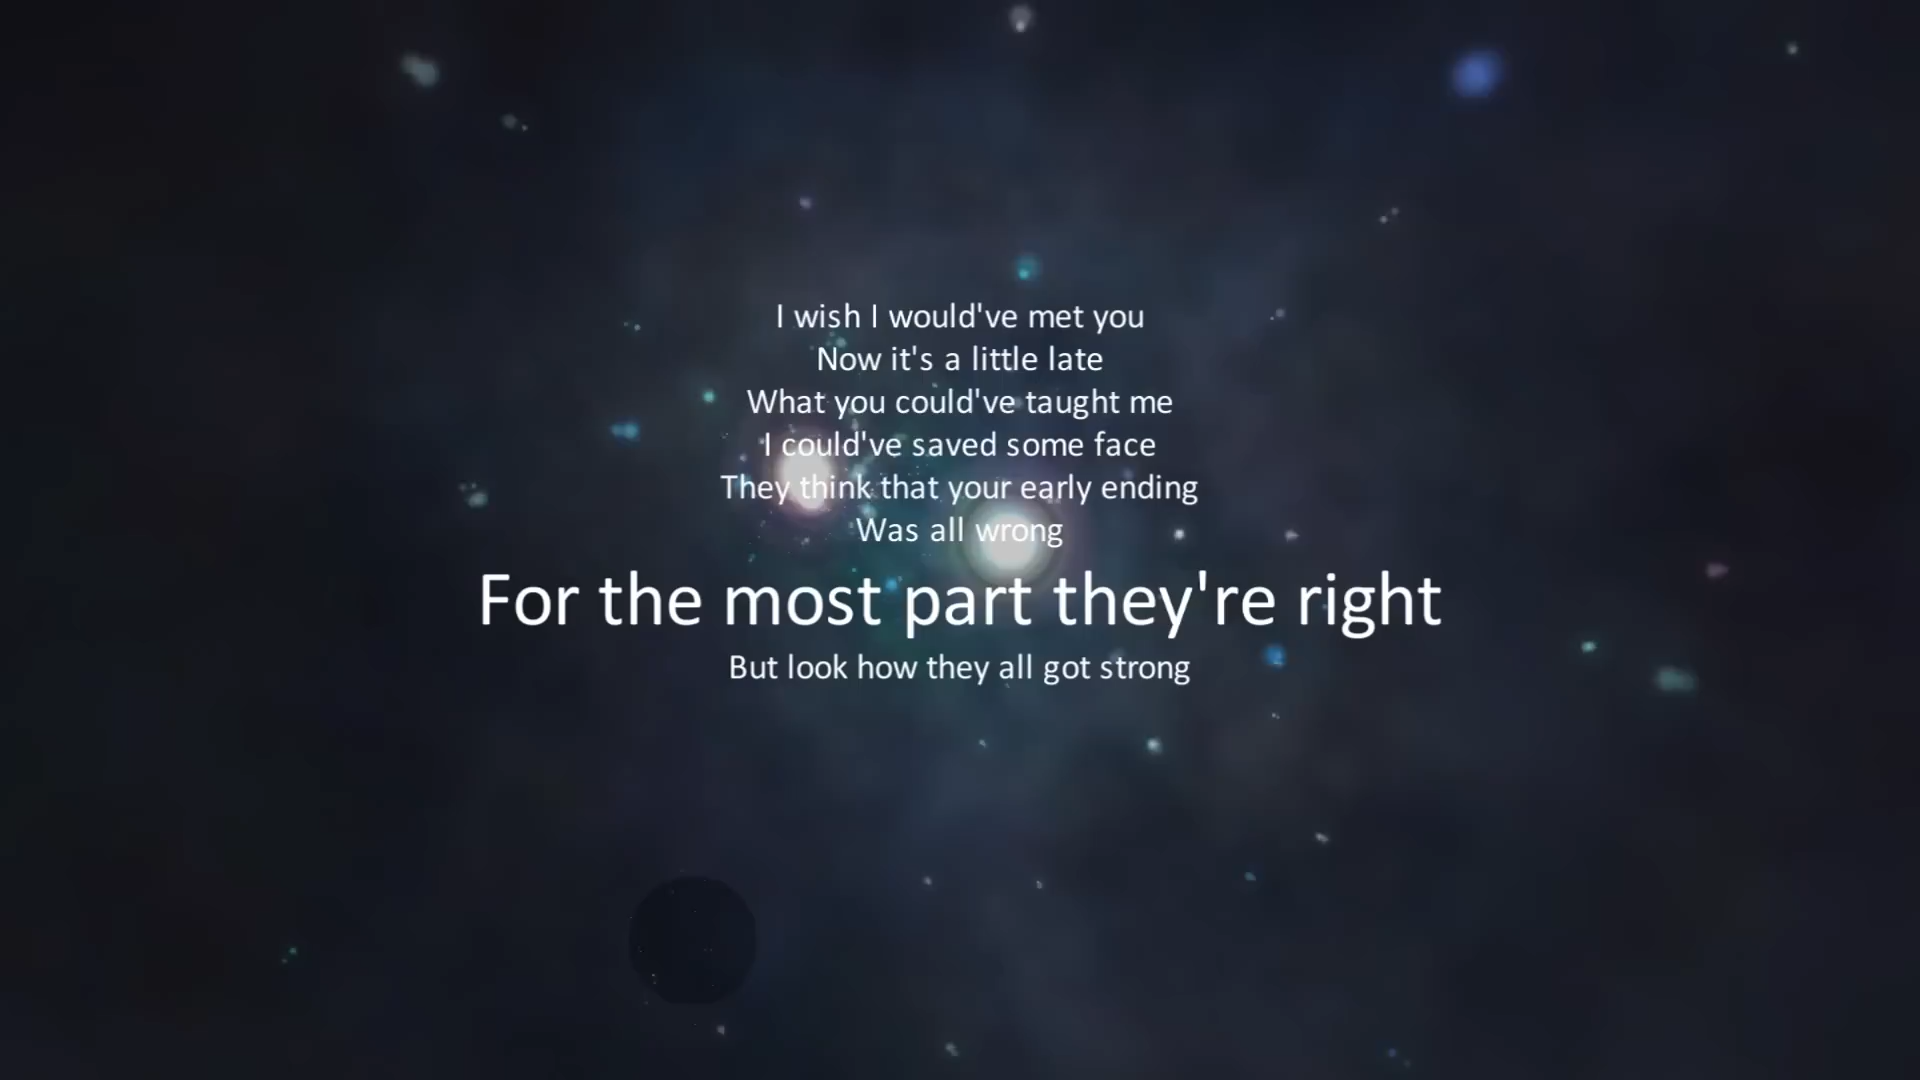 I wish I would've met you
Now it's a little late
What you could've taught me
I could've saved some face
They think that your early ending
Was all wrong
For the most part they're right
But look how they all got strong